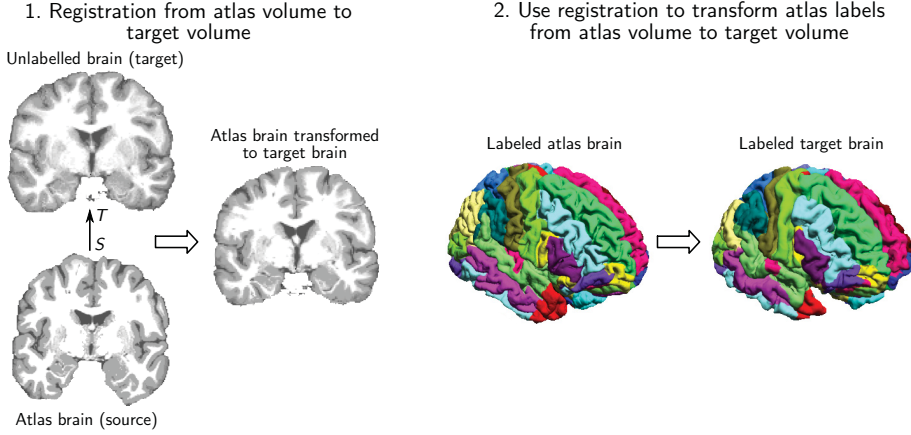 1. Registration from atlas volume to
target volume
Unlabelled brain (target)
Atlas brain transformed
to target brain
T
S
Atlas brain (source)
2. Use registration to transform atlas labels
from atlas volume to target volume
Labeled atlas brain
Labeled target brain